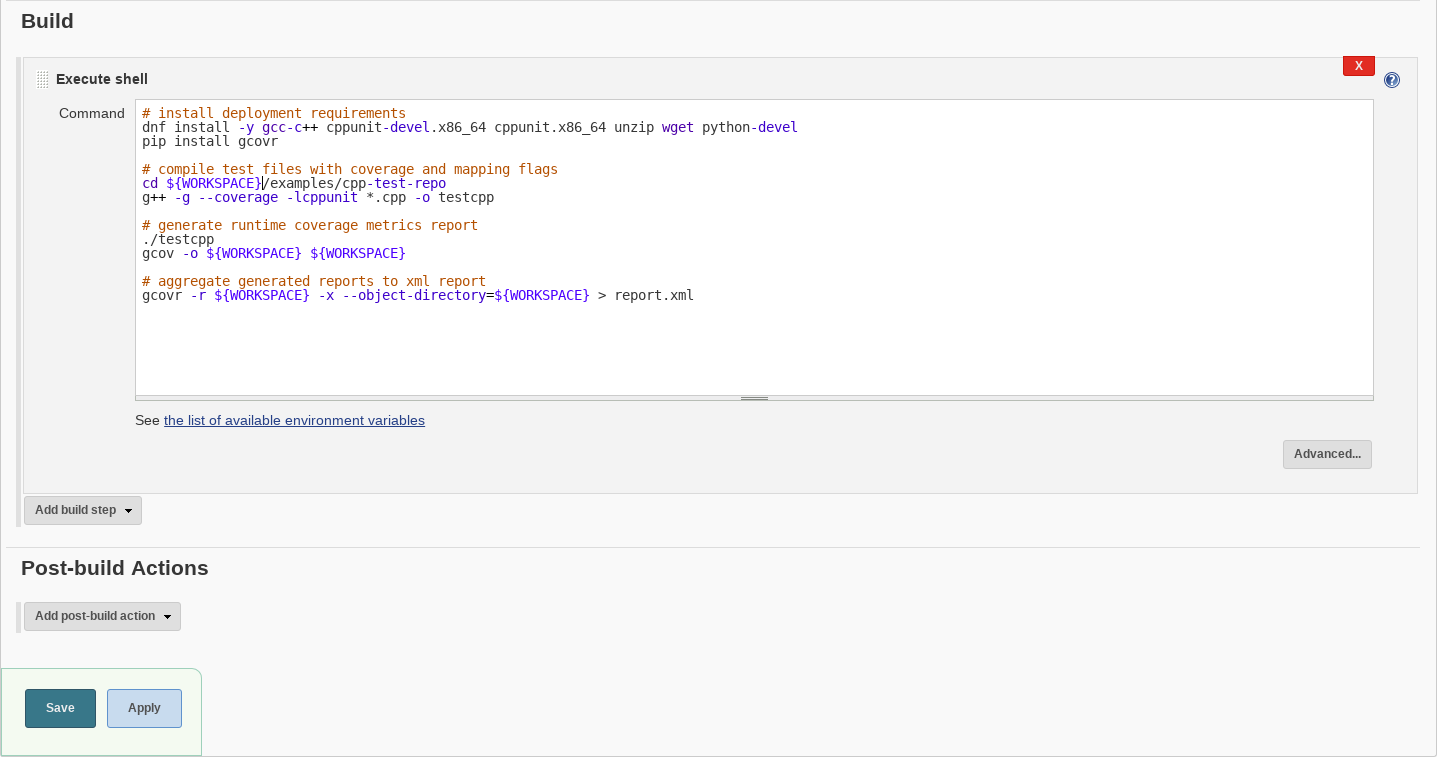 Build
X
Execute shell
?
Command
# install deployment requirements
dnf install -y gcc-c++ cppunit-devel.x86_64 cppunit.x86_64 unzip wget python-devel
pip install gcovr
# compile test files with coverage and mapping flags
cd ${WORKSPACE}/examples/cpp-test-repo
g++ -g --coverage -lcppunit *.cpp -o testcpp
# generate runtime coverage metrics report
./testcpp
gcov -o ${WORKSPACE} ${WORKSPACE}
# aggregate generated reports to xml report
gcovr -r ${WORKSPACE} -x --object-directory=${WORKSPACE} > report.xml
See the list of available environment variables
Advanced...
Add build step
Post-build Actions
Add post-build action
Save
Apply